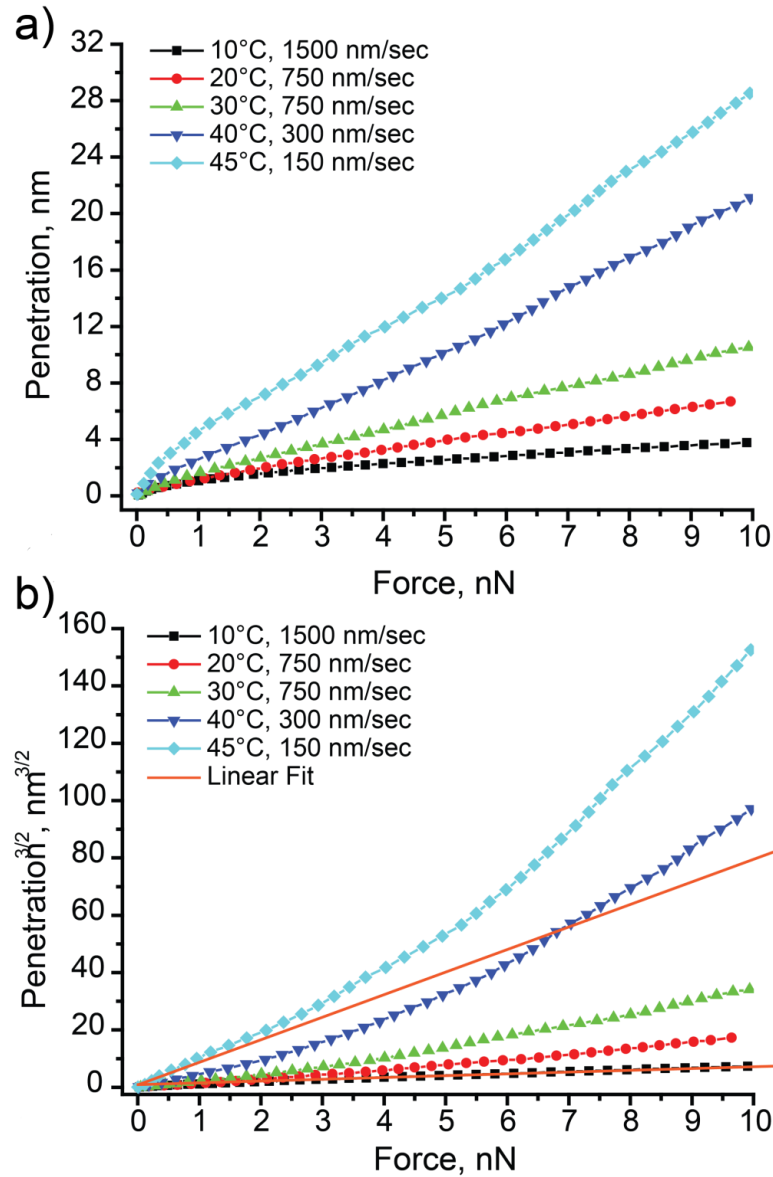 a)
32
28
24
20
16
12
8
4
0
Penetration, nm
10°C, 1500 nm/sec
20°C, 750 nm/sec
30°C, 750 nm/sec
40°C, 300 nm/sec
45°C, 150 nm/sec
0 1 2 3 4 5 6 7 8 9 10
Force, nN
b)
160
140
120
100
80
60
40
20
0
Penetration^3/2, nm^3/2
10°C, 1500 nm/sec
20°C, 750 nm/sec
30°C, 750 nm/sec
40°C, 300 nm/sec
45°C, 150 nm/sec
Linear Fit
0 1 2 3 4 5 6 7 8 9 10
Force, nN